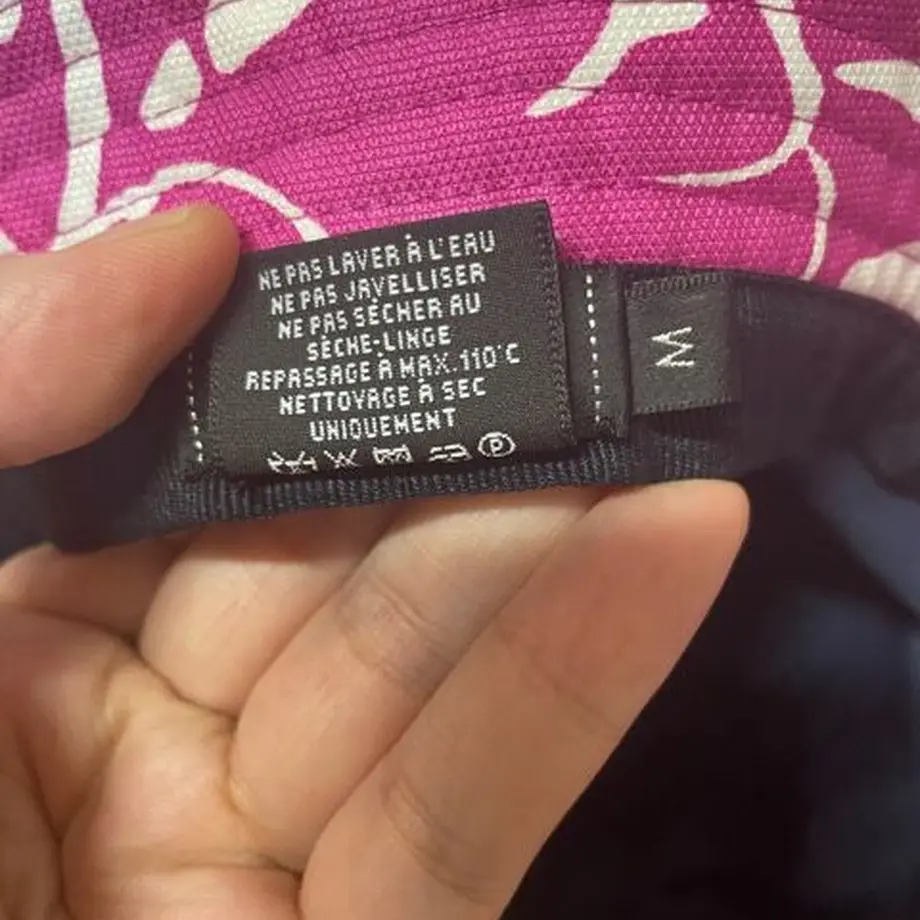 NE PAS LAVER À L'EAU
NE PAS JAVELLISER
NE PAS SÉCHER AU
SÈCHE-LINGE
REPASSAGE À MAX.110°C
NETTOYAGE À SEC
UNIQUEMENT
P
M